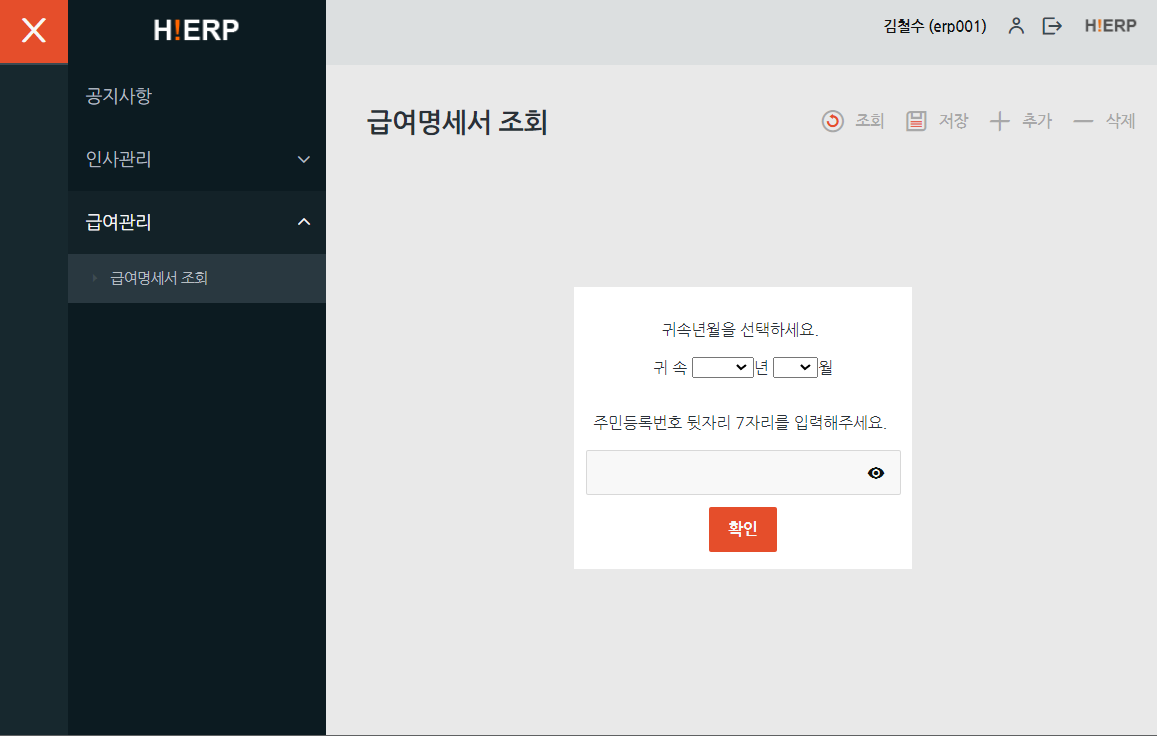 H!ERP
김철수 (erp001)
H!ERP
공지사항
인사관리
급여관리
급여명세서 조회
급여명세서 조회
조회 저장 추가 삭제
귀속년월을 선택하세요.
귀 속 년 월
주민등록번호 뒷자리 7자리를 입력해주세요.
확인